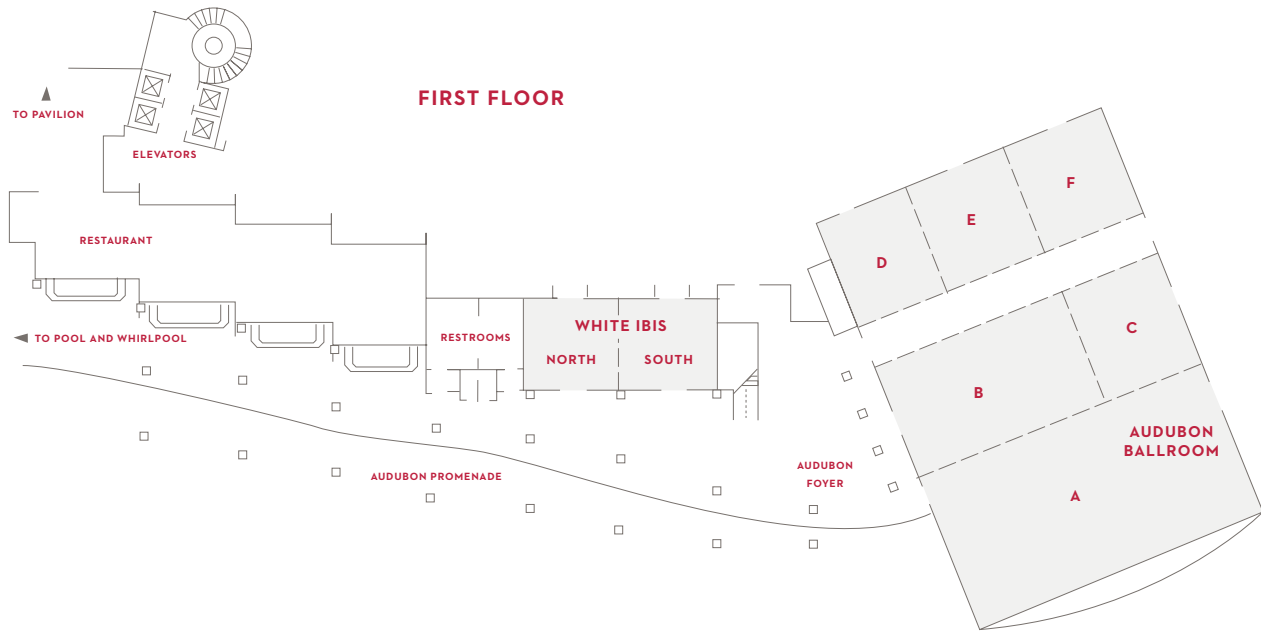 FIRST FLOOR
TO PAVILION
ELEVATORS
RESTAURANT
TO POOL AND WHIRLPOOL
RESTROOMS
WHITE IBIS
NORTH
SOUTH
AUDUBON PROMENADE
AUDUBON
FOYER
D
E
F
B
C
A
AUDUBON
BALLROOM